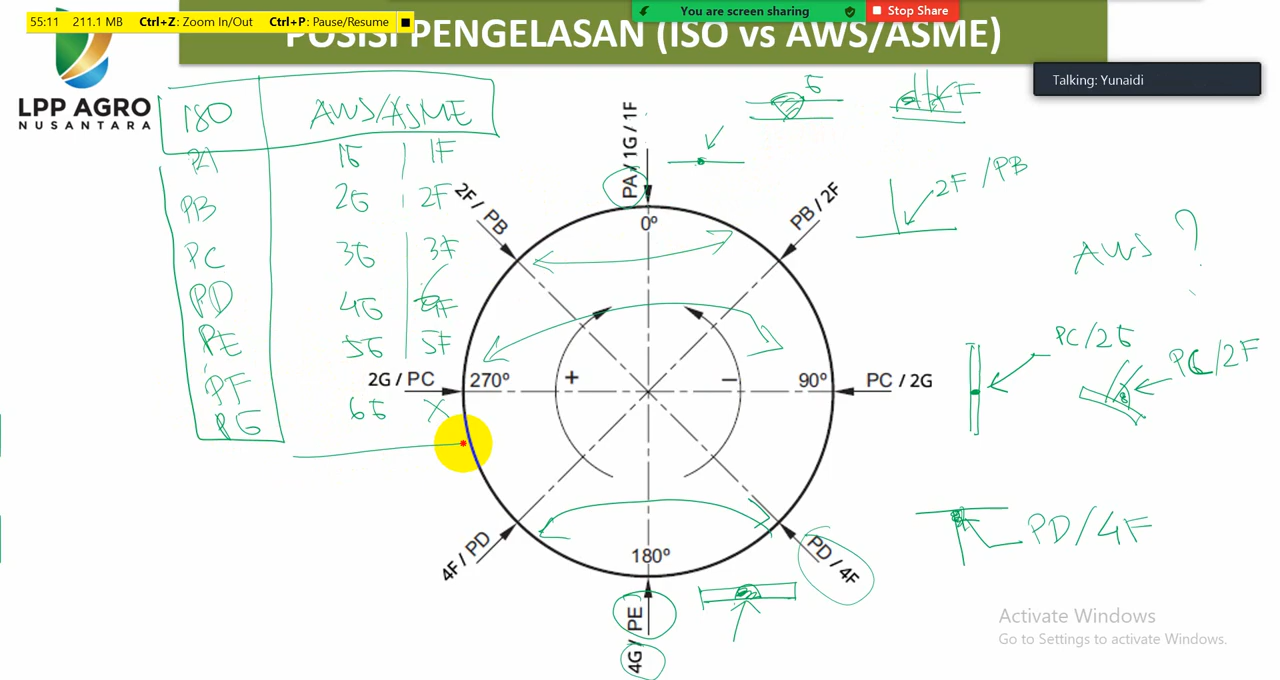 55:11 211.1 MB Ctrl+Z: Zoom In/Out Ctrl+P: Pause/Resume
You are screen sharing Stop Share
POSISI PENGELASAN (ISO vs AWS/ASME)
Talking: Yunaidi
LPP AGRO
NUSANTARA
ISO AWS/ASME
PA 1G 1F
PB 2G 2F
PC 3G 3F
PD 4G 4F
PE 5G 5F
PF
PG 6G X
PA / 1G / 1F
G
F
2F / PB
PB / 2F
2F / PB
AWS ?
0º
270º
+
−
90º
2G / PC
PC / 2G
PC/2G
PC/2F
4F / PD
180º
PD / 4F
PD/4F
4G / PE
Activate Windows
Go to Settings to activate Windows.